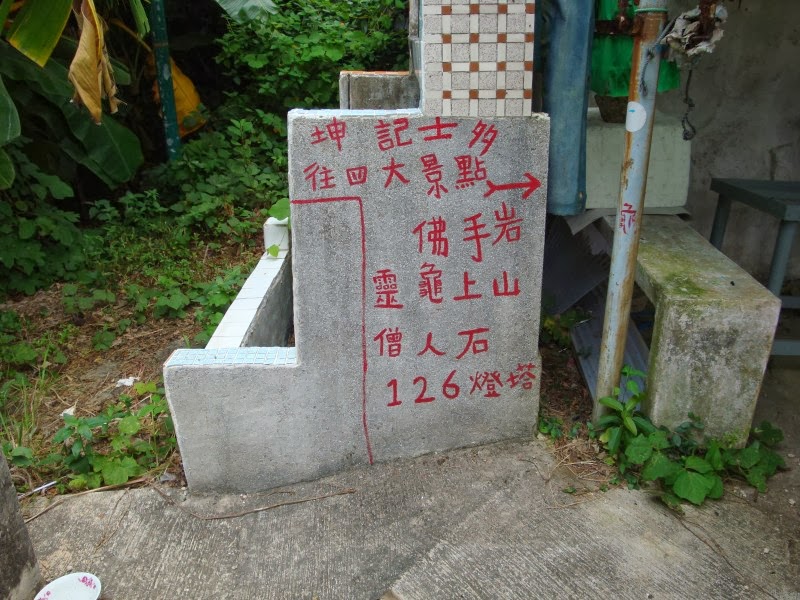 坤記士多
往四大景點→
佛手岩
靈龜上山
僧人石
126燈塔
龜